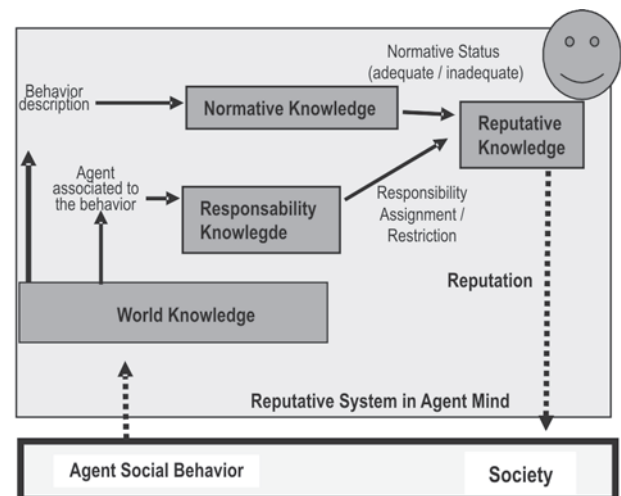 Normative Status
(adequate / inadequate)
Behavior
description
Normative Knowledge
Reputative
Knowledge
Agent
associated to
the behavior
Responsability
Knowlegde
Responsibility
Assignment /
Restriction
Reputation
World Knowledge
Reputative System in Agent Mind
Agent Social Behavior
Society